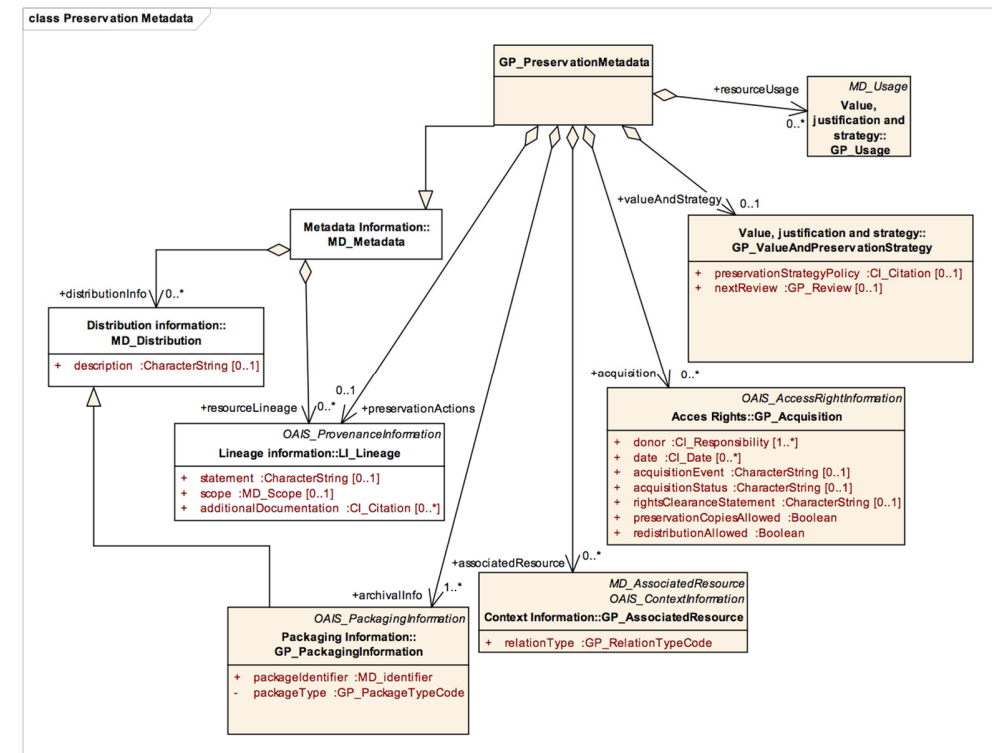 class Preservation Metadata
GP_PreservationMetadata
+resourceUsage
0..*
MD_Usage
Value,
justification and
strategy::
GP_Usage
+valueAndStrategy
0..1
Metadata Information::
MD_Metadata
Value, justification and strategy::
GP_ValueAndPreservationStrategy
+ preservationStrategyPolicy :CI_Citation [0..1]
+ nextReview :GP_Review [0..1]
+distributionInfo
0..*
Distribution information::
MD_Distribution
+ description :CharacterString [0..1]
+acquisition
0..*
+resourceLineage
0..*
0..1
+preservationActions
OAIS_ProvenanceInformation
Lineage information::LI_Lineage
+ statement :CharacterString [0..1]
+ scope :MD_Scope [0..1]
+ additionalDocumentation :CI_Citation [0..*]
OAIS_AccessRightInformation
Acces Rights::GP_Acquisition
+ donor :CI_Responsibility [1..*]
+ date :CI_Date [0..*]
+ acquisitionEvent :CharacterString [0..1]
+ acquisitionStatus :CharacterString [0..1]
+ rightsClearanceStatement :CharacterString [0..1]
+ preservationCopiesAllowed :Boolean
+ redistributionAllowed :Boolean
+associatedResource
0..*
+archivalInfo
1..*
MD_AssociatedResource
OAIS_ContextInformation
Context Information::GP_AssociatedResource
+ relationType :GP_RelationTypeCode
OAIS_PackagingInformation
Packaging Information::
GP_PackagingInformation
+ packageIdentifier :MD_identifier
- packageType :GP_PackageTypeCode